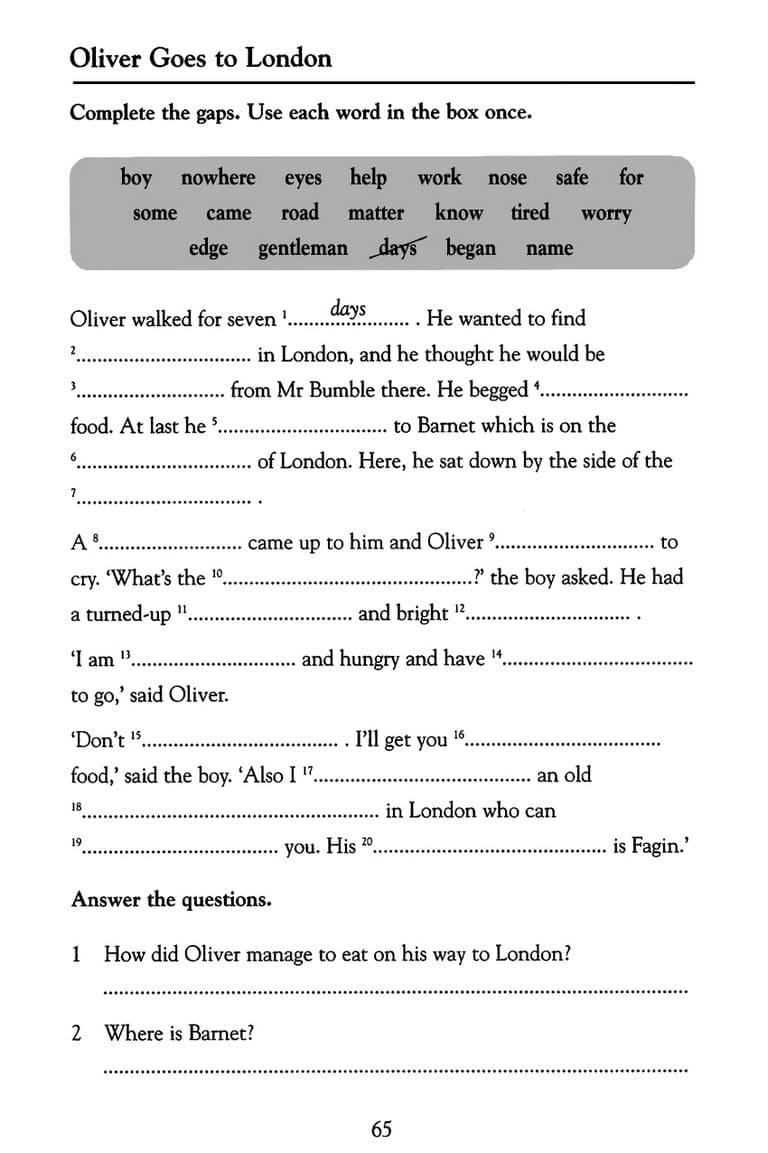 Oliver Goes to London
Complete the gaps. Use each word in the box once.
boy nowhere eyes help work nose safe for
some came road matter know tired worry
edge gentleman days began name
Oliver walked for seven 1..........days.......... . He wanted to find
2.................................. in London, and he thought he would be
3............................ from Mr Bumble there. He begged 4............................
food. At last he 5................................ to Barnet which is on the
6................................. of London. Here, he sat down by the side of the
7................................. .
A 8........................... came up to him and Oliver 9.............................. to
cry. ‘What’s the 10................................................?’ the boy asked. He had
a turned-up 11............................... and bright 12............................... .
‘I am 13............................... and hungry and have 14....................................
to go,’ said Oliver.
‘Don’t 15...................................... . I’ll get you 16.....................................
food,’ said the boy. ‘Also I 17.......................................... an old
18......................................................... in London who can
19...................................... you. His 20............................................. is Fagin.’
Answer the questions.
1 How did Oliver manage to eat on his way to London?
................................................................................
2 Where is Barnet?
................................................................................
65